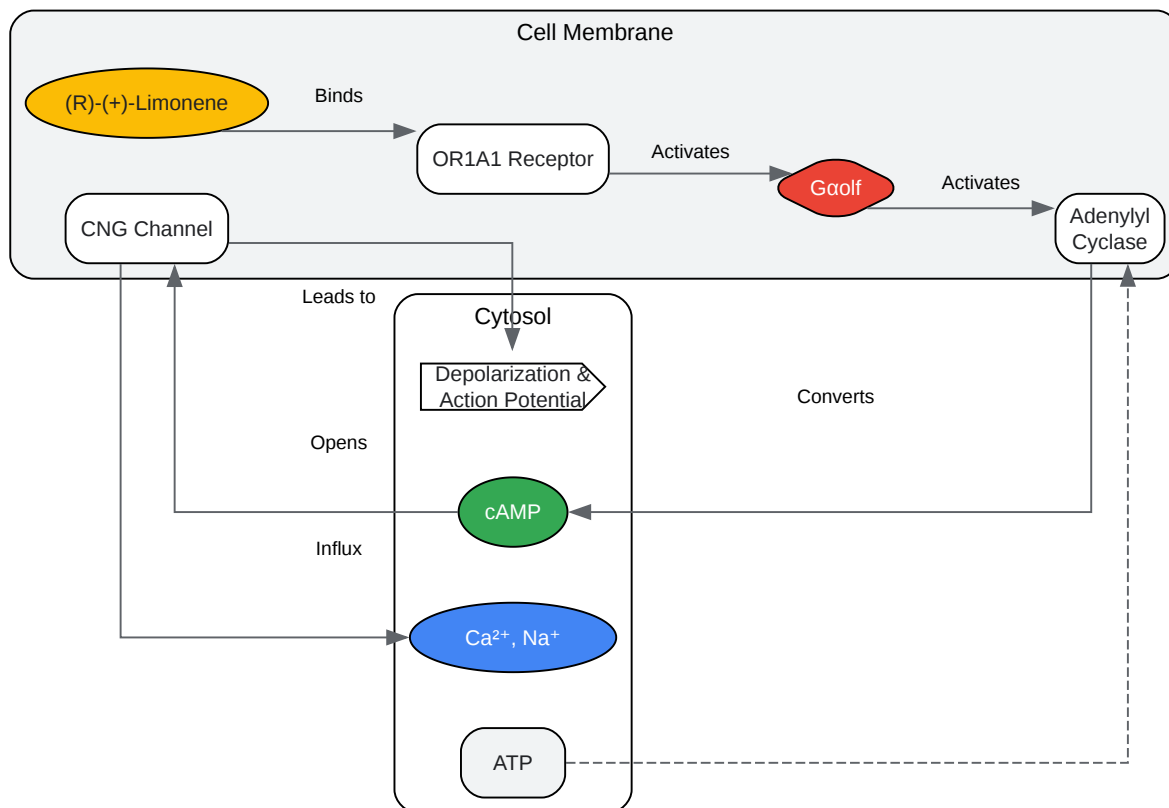 Cell Membrane
(R)-(+)-Limonene
Binds
OR1A1 Receptor
Activates
Gαolf
Activates
Adenylyl
Cyclase
CNG Channel
Leads to
Cytosol
Depolarization &
Action Potential
Converts
Opens
cAMP
Influx
Ca²⁺, Na⁺
ATP